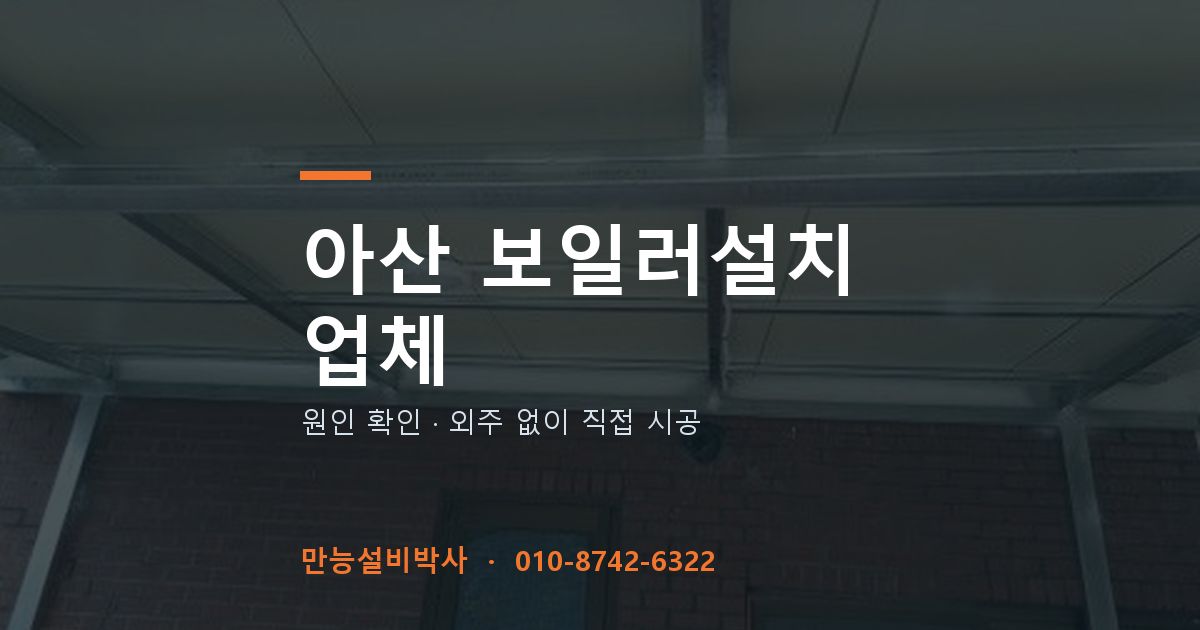 아산 보일러설치
업체
원인 확인 · 외주 없이 직접 시공
만능설비박사 · 010-8742-6322